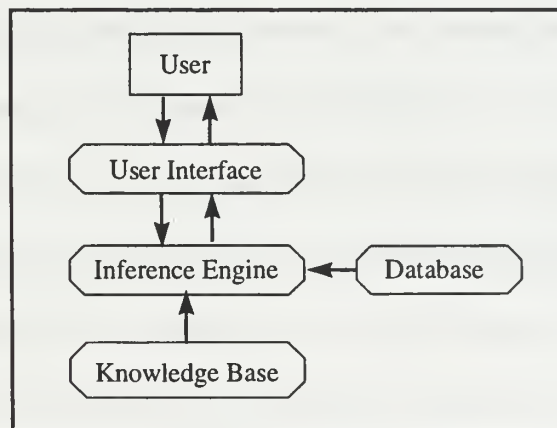 User
User Interface
Inference Engine
Database
Knowledge Base